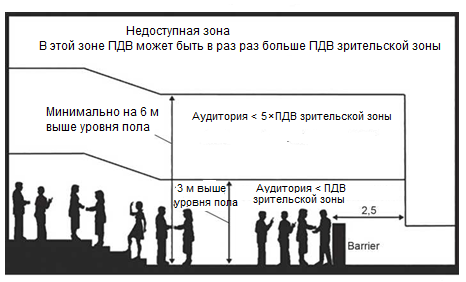 Недоступная зона
В этой зоне ПДВ может быть в раз раз больше ПДВ зрительской зоны
Минимально на 6 м
выше уровня пола
Аудитория < 5×ПДВ зрительской зоны
3 м выше
уровня пола
Аудитория < ПДВ
зрительской зоны
2,5
Barrier